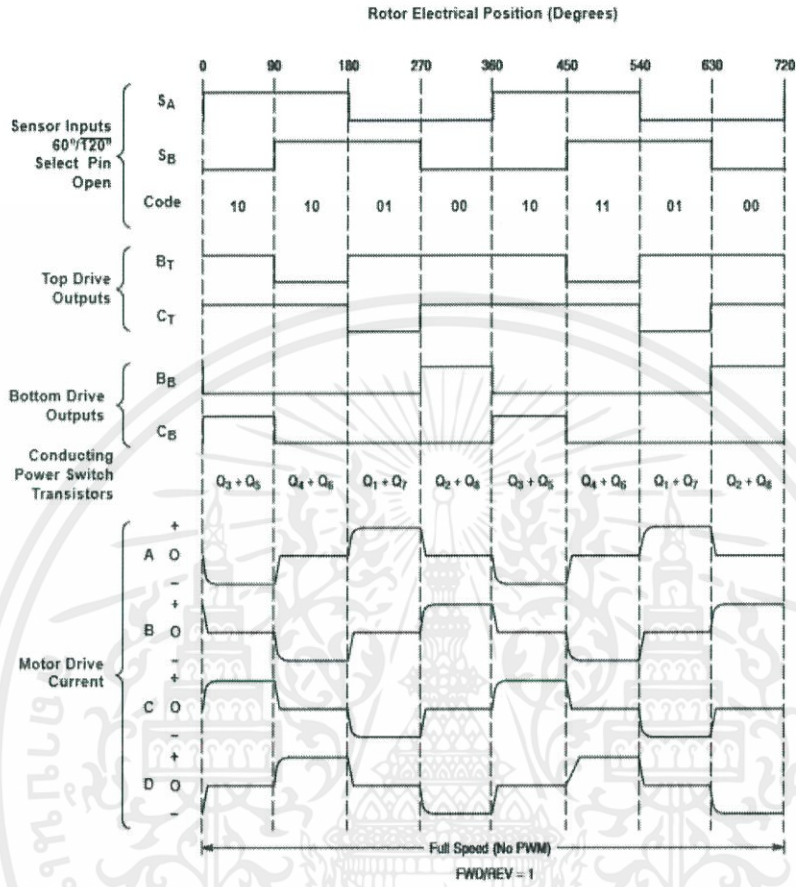 Rotor Electrical Position (Degrees)
0 90 180 270 360 450 540 630 720
Sensor Inputs
60°/120°
Select Pin
Open
SA
SB
Code 10 10 01 00 10 11 01 00
Top Drive
Outputs
BT
CT
Bottom Drive
Outputs
BB
CB
Conducting
Power Switch
Transistors
Q3 + Q5 Q4 + Q6 Q1 + Q7 Q2 + Q8 Q3 + Q5 Q4 + Q6 Q1 + Q7 Q2 + Q8
Motor Drive
Current
+
A O
−
+
B O
−
+
C O
−
+
D O
−
Full Speed (No PWM)
FWD/REV = 1